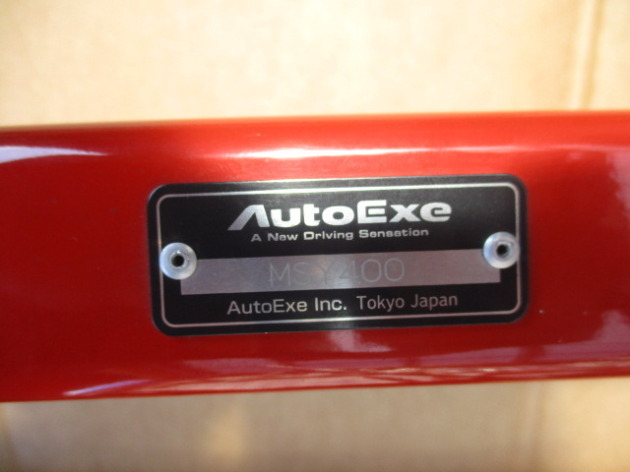 AutoExe
A New Driving Sensation
MSY400
AutoExe Inc. Tokyo Japan